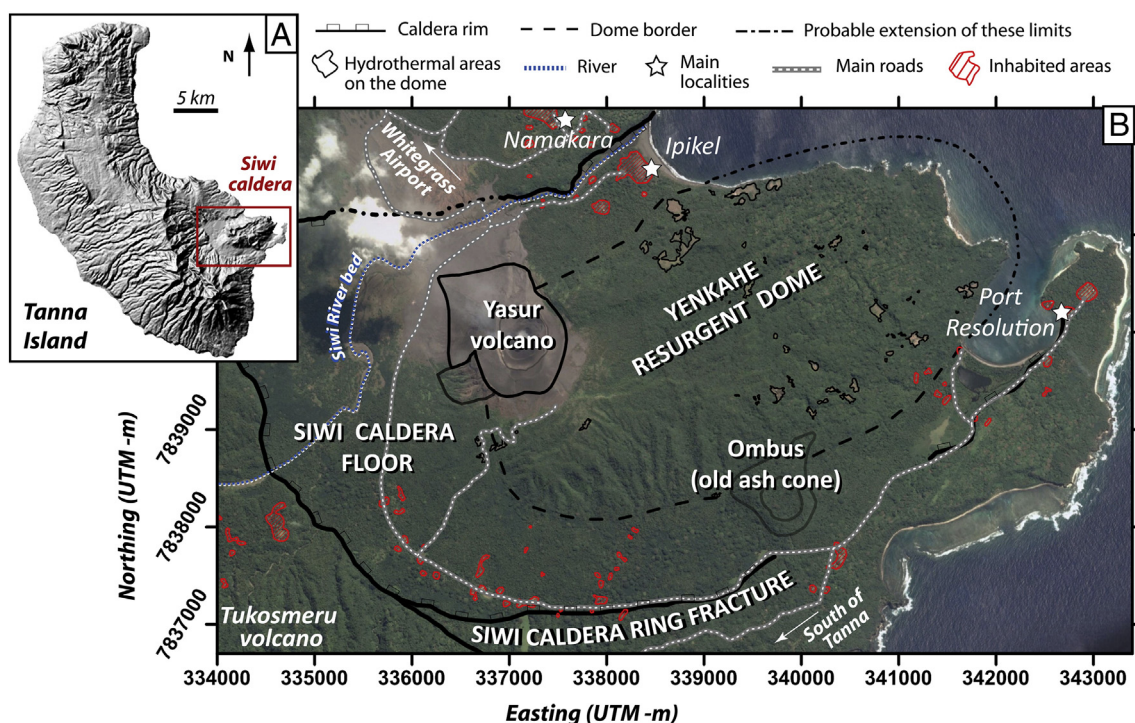 A
N
5 km
Siwi
caldera
Tanna
Island
Caldera rim
Dome border
Probable extension of these limits
Hydrothermal areas
on the dome
River
Main
localities
Main roads
Inhabited areas
B
Namakara
Ipikel
Whitegrass
Airport
Siwi River bed
Yasur
volcano
YENKAHE
RESURGENT DOME
Port
Resolution
SIWI CALDERA
FLOOR
Ombus
(old ash cone)
SIWI CALDERA RING FRACTURE
South of
Tanna
Tukosmeru
volcano
Northing (UTM -m)
7839000
7838000
7837000
334000
335000
336000
337000
338000
339000
340000
341000
342000
343000
Easting (UTM -m)